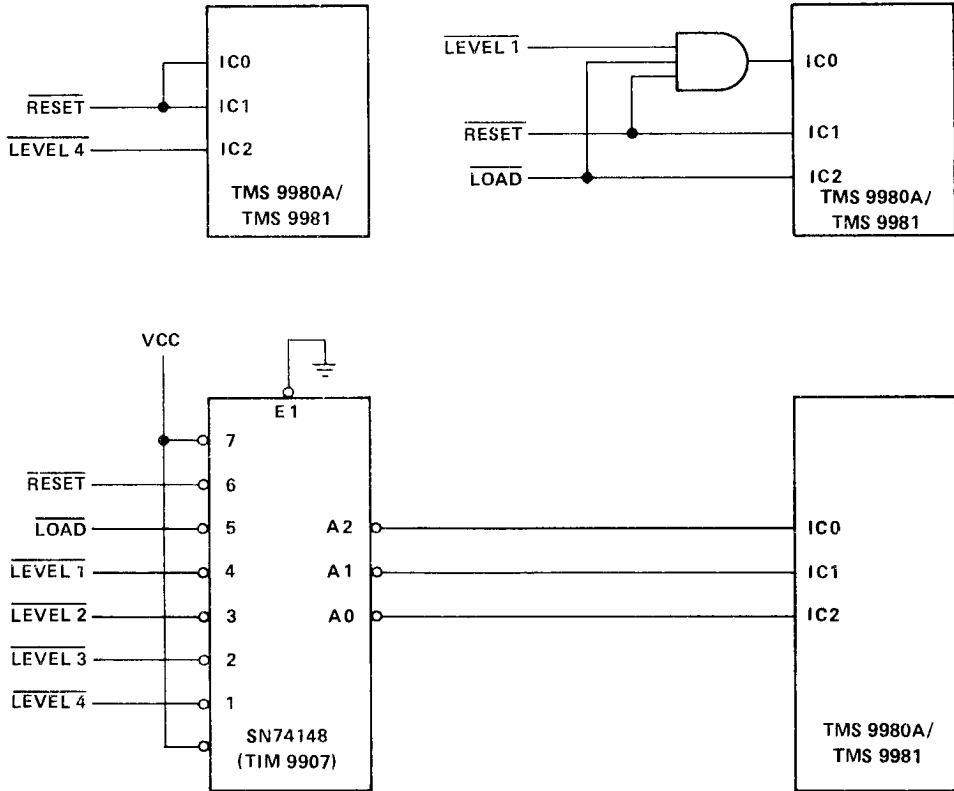 IC0
RESET
IC1
LEVEL 4
IC2
TMS 9980A/
TMS 9981
LEVEL 1
IC0
RESET
IC1
LOAD
IC2
TMS 9980A/
TMS 9981
VCC
E1
7
RESET
6
LOAD
5
A2
IC0
LEVEL 1
4
A1
IC1
LEVEL 2
3
A0
IC2
LEVEL 3
2
LEVEL 4
1
SN74148
(TIM 9907)
TMS 9980A/
TMS 9981